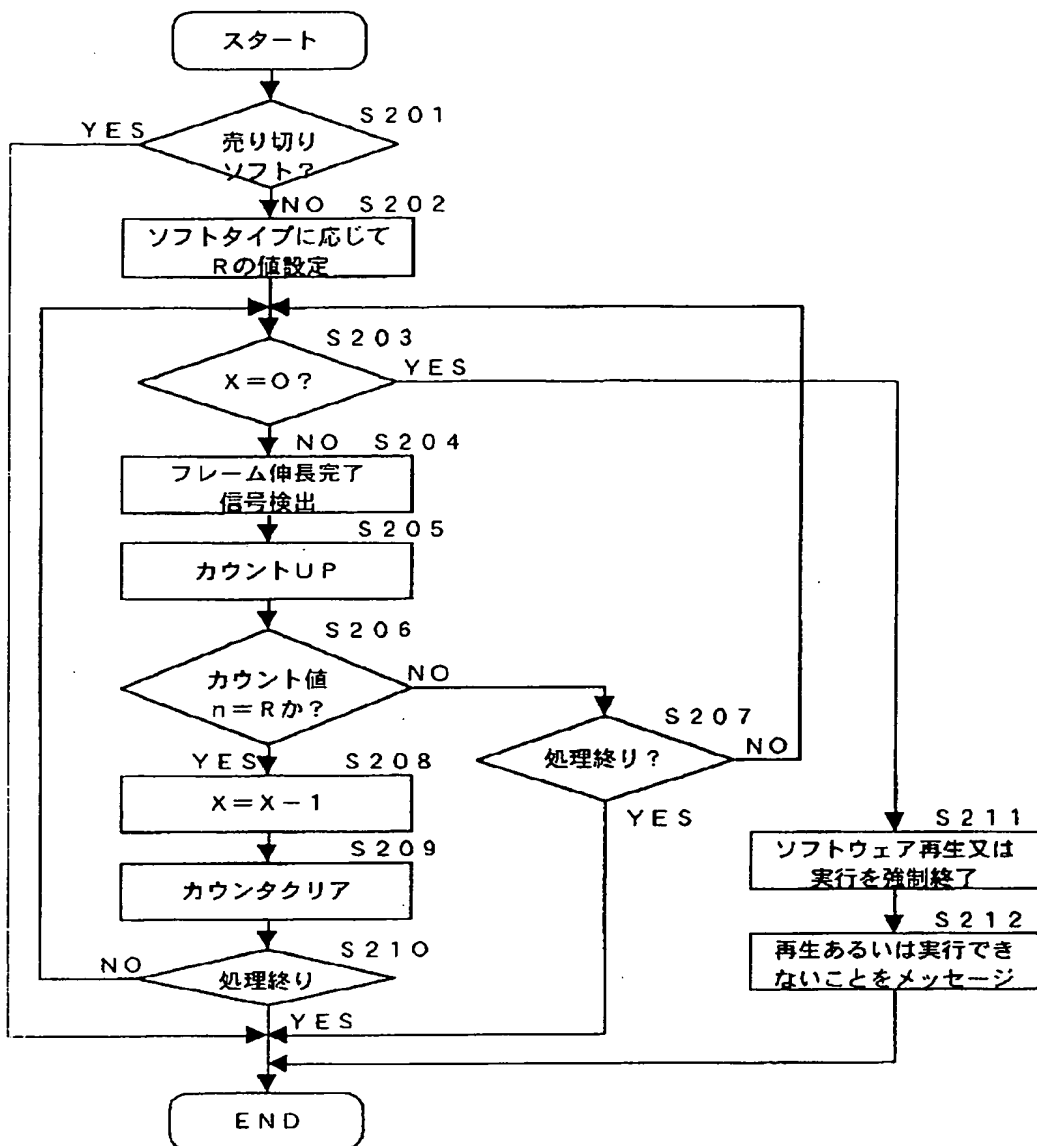 スタート
S201
YES
売り切り
ソフト?
NO S202
ソフトタイプに応じて
Rの値設定
S203
X=0?
YES
NO S204
フレーム伸長完了
信号検出
S205
カウントUP
S206
カウント値
n=Rか?
NO
S207
処理終り?
NO
YES
YES S208
X=X-1
S209
カウンタクリア
S210
処理終り
NO
YES
S211
ソフトウェア再生又は
実行を強制終了
S212
再生あるいは実行でき
ないことをメッセージ
END